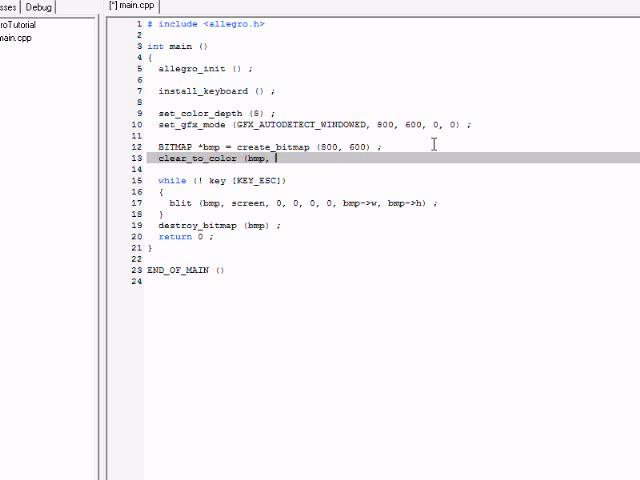 sses Debug [*] main.cpp
roTutorial
main.cpp
1 # include <allegro.h>
2
3 int main ()
4 {
5 allegro_init () ;
6
7 install_keyboard () ;
8
9 set_color_depth (8) ;
10 set_gfx_mode (GFX_AUTODETECT_WINDOWED, 800, 600, 0, 0) ;
11
12 BITMAP *bmp = create_bitmap (800, 600) ;
13 clear_to_color (bmp,
14
15 while (! key [KEY_ESC])
16 {
17 blit (bmp, screen, 0, 0, 0, 0, bmp->w, bmp->h) ;
18 }
19 destroy_bitmap (bmp) ;
20 return 0 ;
21 }
22
23 END_OF_MAIN ()
24